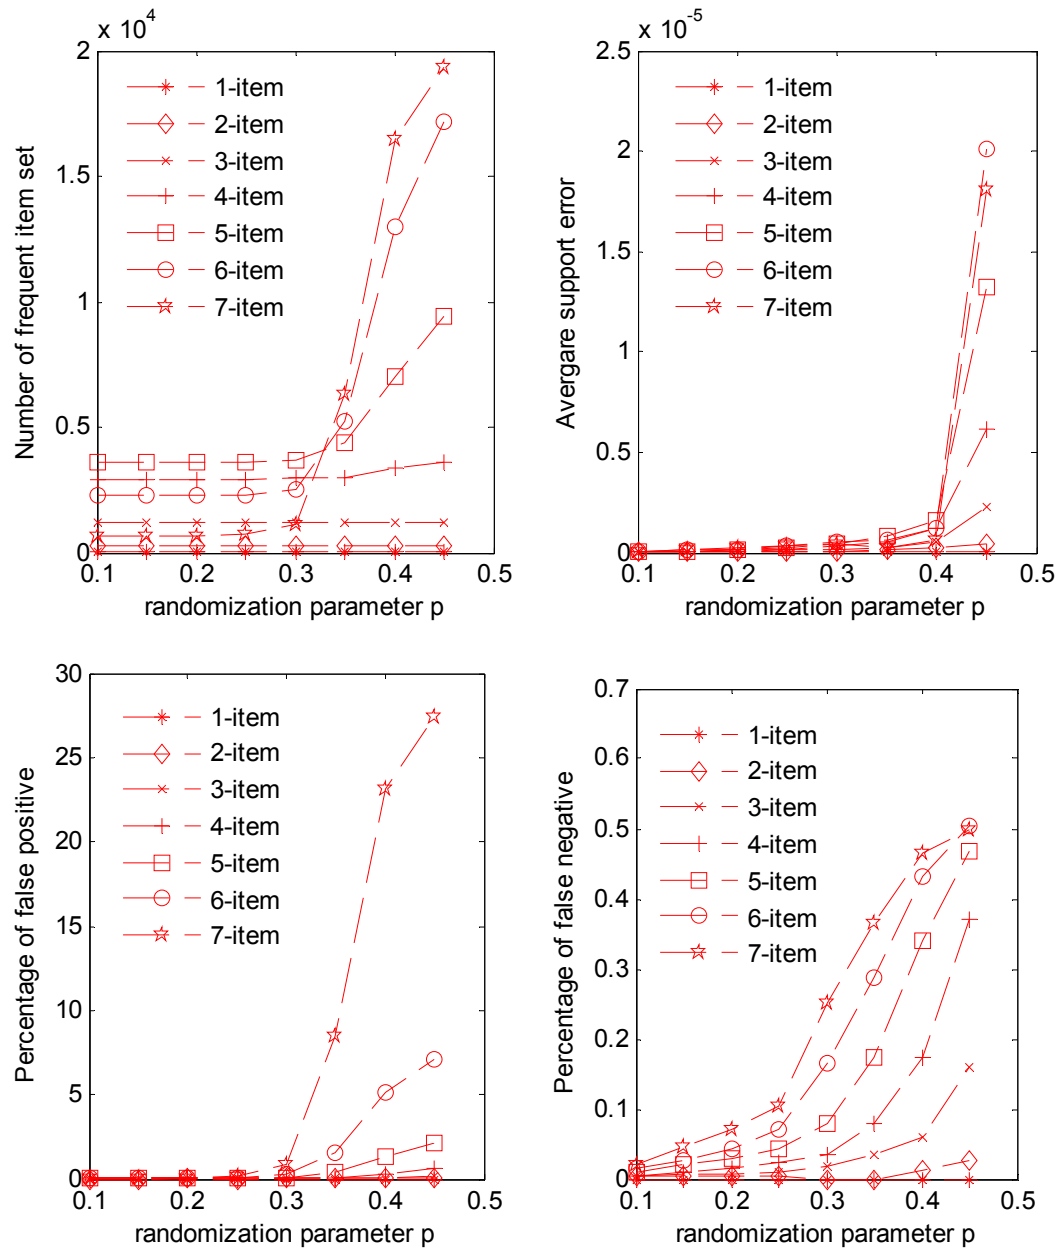 x 10^4
2
1.5
1
0.5
0
0.1
0.2
0.3
0.4
0.5
Number of frequent item set
randomization parameter p
1-item
2-item
3-item
4-item
5-item
6-item
7-item
x 10^-5
2.5
2
1.5
1
0.5
0
0.1
0.2
0.3
0.4
0.5
Avergare support error
randomization parameter p
1-item
2-item
3-item
4-item
5-item
6-item
7-item
30
25
20
15
10
5
0
0.1
0.2
0.3
0.4
0.5
Percentage of false positive
randomization parameter p
1-item
2-item
3-item
4-item
5-item
6-item
7-item
0.7
0.6
0.5
0.4
0.3
0.2
0.1
0
0.1
0.2
0.3
0.4
0.5
Percentage of false negative
randomization parameter p
1-item
2-item
3-item
4-item
5-item
6-item
7-item